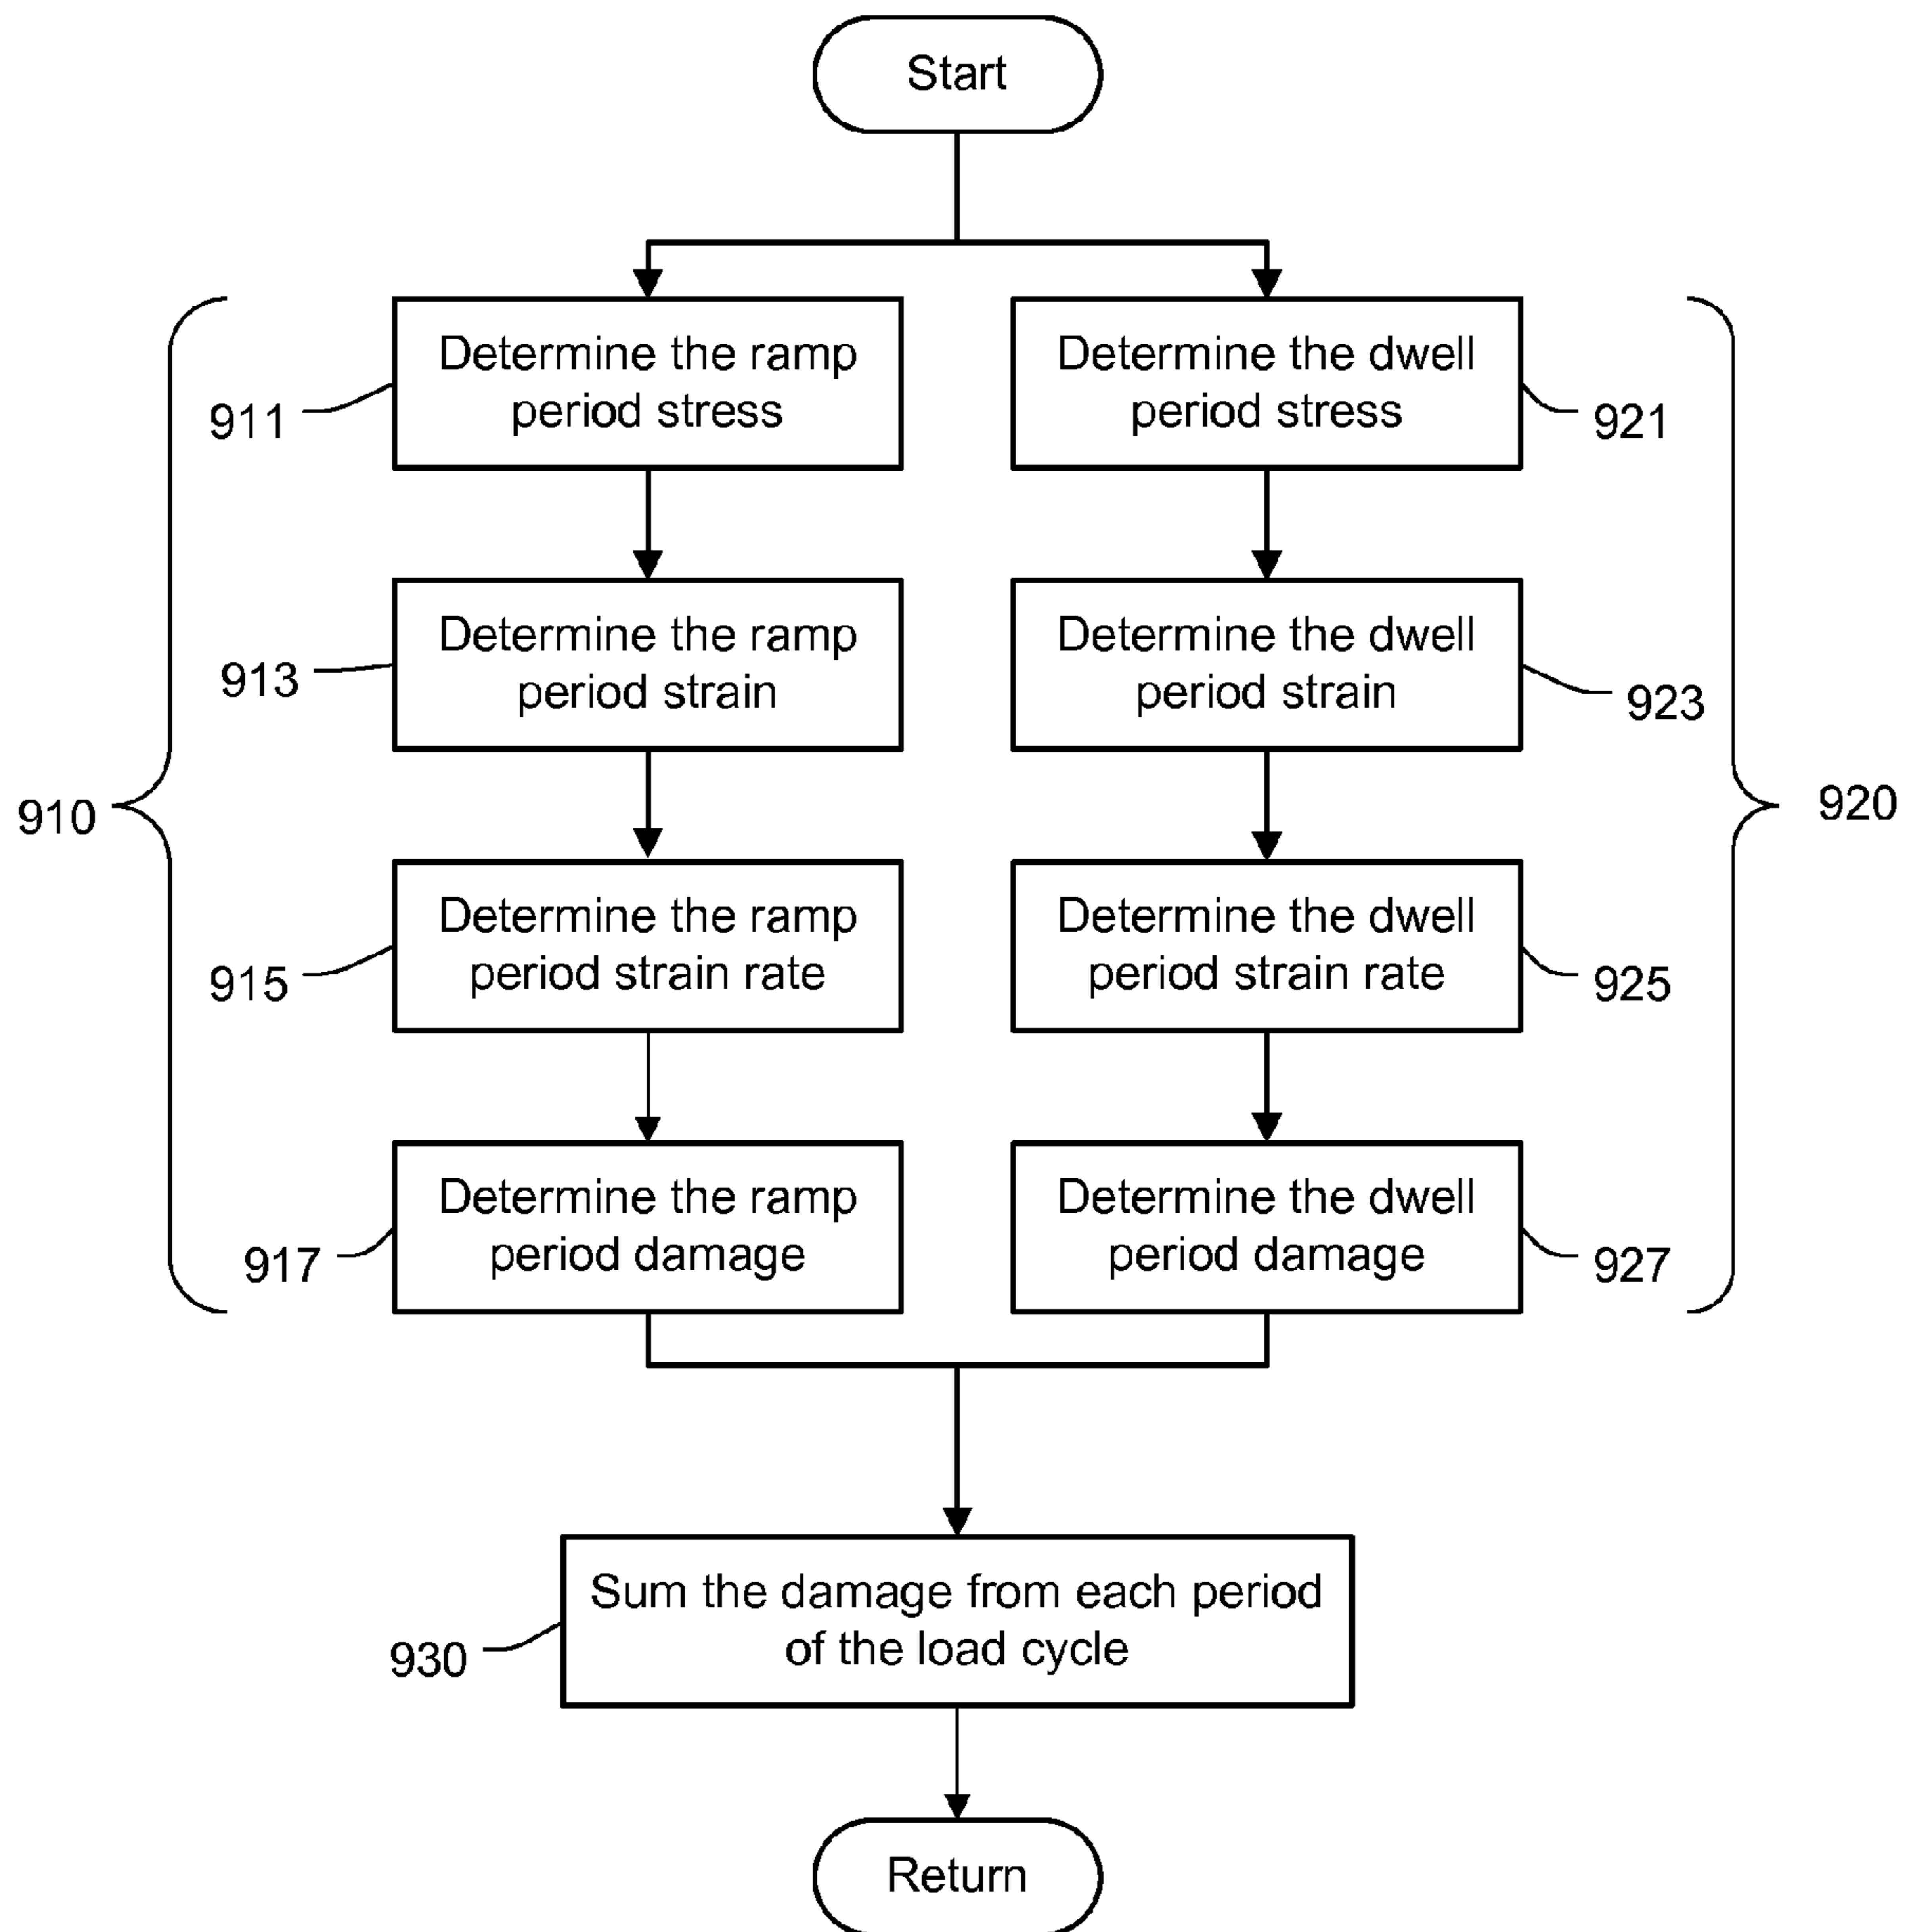 Start
Determine the ramp
period stress
911
Determine the dwell
period stress
921
Determine the ramp
period strain
913
Determine the dwell
period strain
923
910
920
Determine the ramp
period strain rate
915
Determine the dwell
period strain rate
925
Determine the ramp
period damage
917
Determine the dwell
period damage
927
Sum the damage from each period
of the load cycle
930
Return